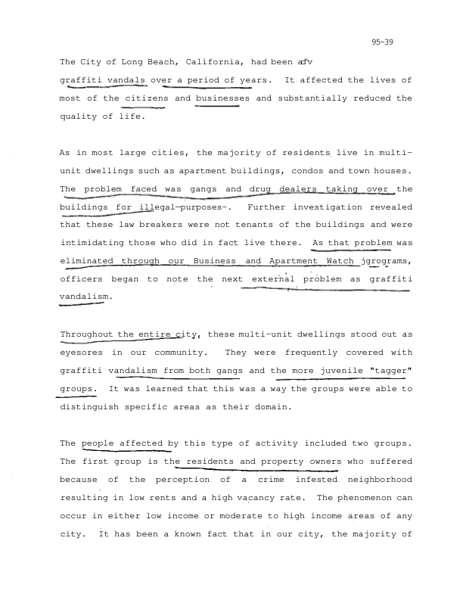 95-39
The City of Long Beach, California, had been
graffiti vandals over a period of years. It affected the lives of
most of the citizens and businesses and substantially reduced the
quality of life.
As in most large cities, the majority of residents live in multi-
unit dwellings such as apartment buildings, condos and town houses.
The problem faced was gangs and drug dealers taking over the
buildings for illegal-purposes-. Further investigation revealed
that these law breakers were not tenants of the buildings and were
intimidating those who did in fact live there. As that problem was
eliminated through our Business and Apartment Watch jgrograms,
officers began to note the next external problem as graffiti
vandalism.
Throughout the entire city, these multi-unit dwellings stood out as
eyesores in our community. They were frequently covered with
graffiti vandalism from both gangs and the more juvenile "tagger"
groups. It was learned that this was a way the groups were able to
distinguish specific areas as their domain.
The people affected by this type of activity included two groups.
The first group is the residents and property owners who suffered
because of the perception of a crime infested neighborhood
resulting in low rents and a high vacancy rate. The phenomenon can
occur in either low income or moderate to high income areas of any
city. It has been a known fact that in our city, the majority of